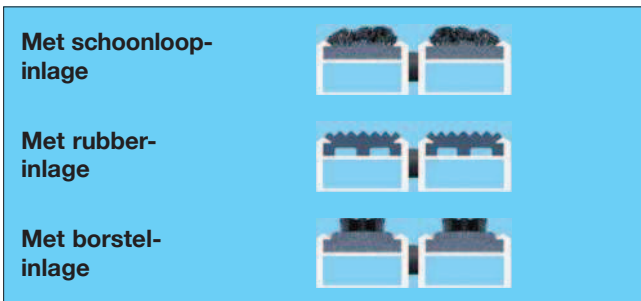 Met schoonloop-
inlage
Met rubber-
inlage
Met borstel-
inlage